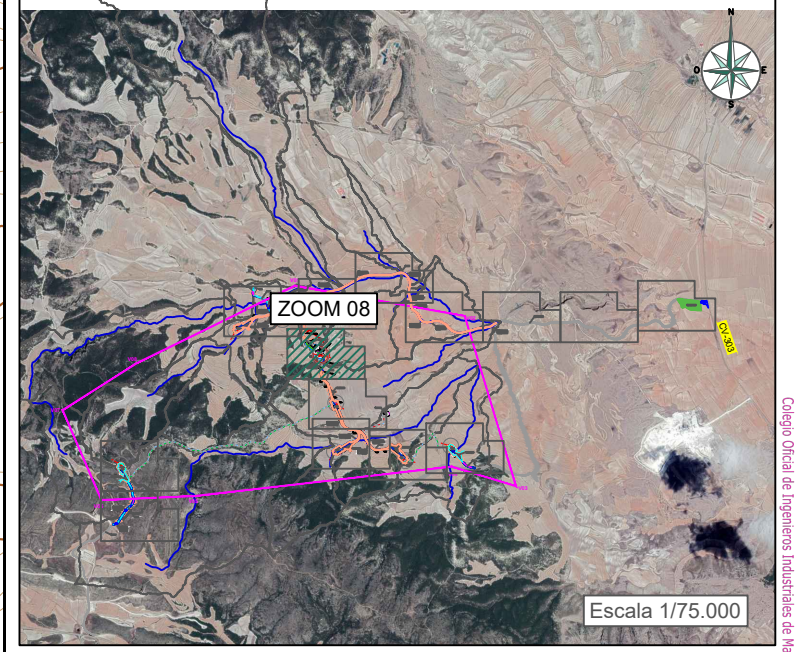 N
O
E
S
ZOOM 08
CV-303
Escala 1/75.000
Colegio Oficial de Ingenieros Industriales de Ma